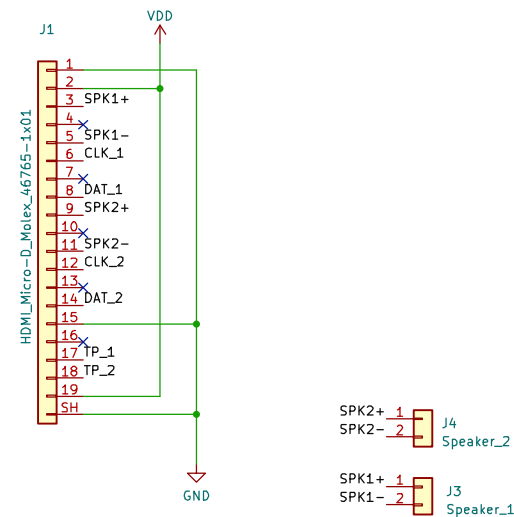 VDD
J1
HDMI_Micro-D_Molex_46765-1x01
1
2
3 SPK1+
4
5 SPK1-
6 CLK_1
7
8 DAT_1
9 SPK2+
10
11 SPK2-
12 CLK_2
13
14 DAT_2
15
16
17 TP_1
18 TP_2
19
SH
GND
SPK2+ 1
SPK2- 2
J4
Speaker_2
SPK1+ 1
SPK1- 2
J3
Speaker_1